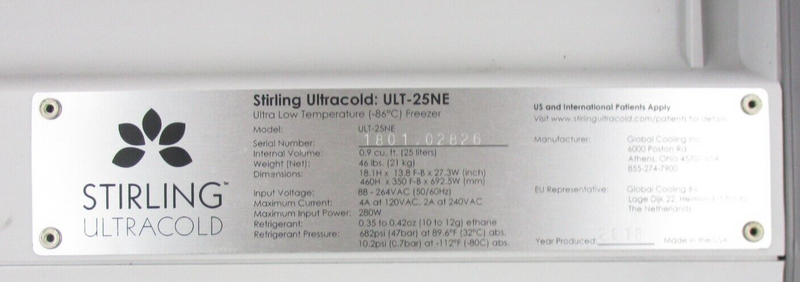 STIRLING™
ULTRACOLD
Stirling Ultracold: ULT-25NE
Ultra Low Temperature (-86°C) Freezer
Model: ULT-25NE
Serial Number: 1801 02826
Internal Volume: 0.9 cu. ft. (25 liters)
Weight (Net): 46 lbs. (21 kg)
Dimensions: 18.1H x 13.8 F-B x 27.3W (inch)
460H x 350 F-B x 692.5W (mm)
Input Voltage: 88 - 264VAC (50/60Hz)
Maximum Current: 4A at 120VAC, 2A at 240VAC
Maximum Input Power: 280W
Refrigerant: 0.35 to 0.42oz (10 to 12g) ethane
Refrigerant Pressure: 682psi (47bar) at 89.6°F (32°C) abs.
10.2psi (0.7bar) at -112°F (-80C) abs.
US and International Patents Apply
Visit www.stirlingultracold.com/patents for details
Manufacturer: Global Cooling Inc.
6000 Poston Rd
Athens, Ohio
855-274-7900
EU Representative: Global Cooling
Lage Dijk 22,
The Netherlands
Year Produced: 2018 Made in the USA